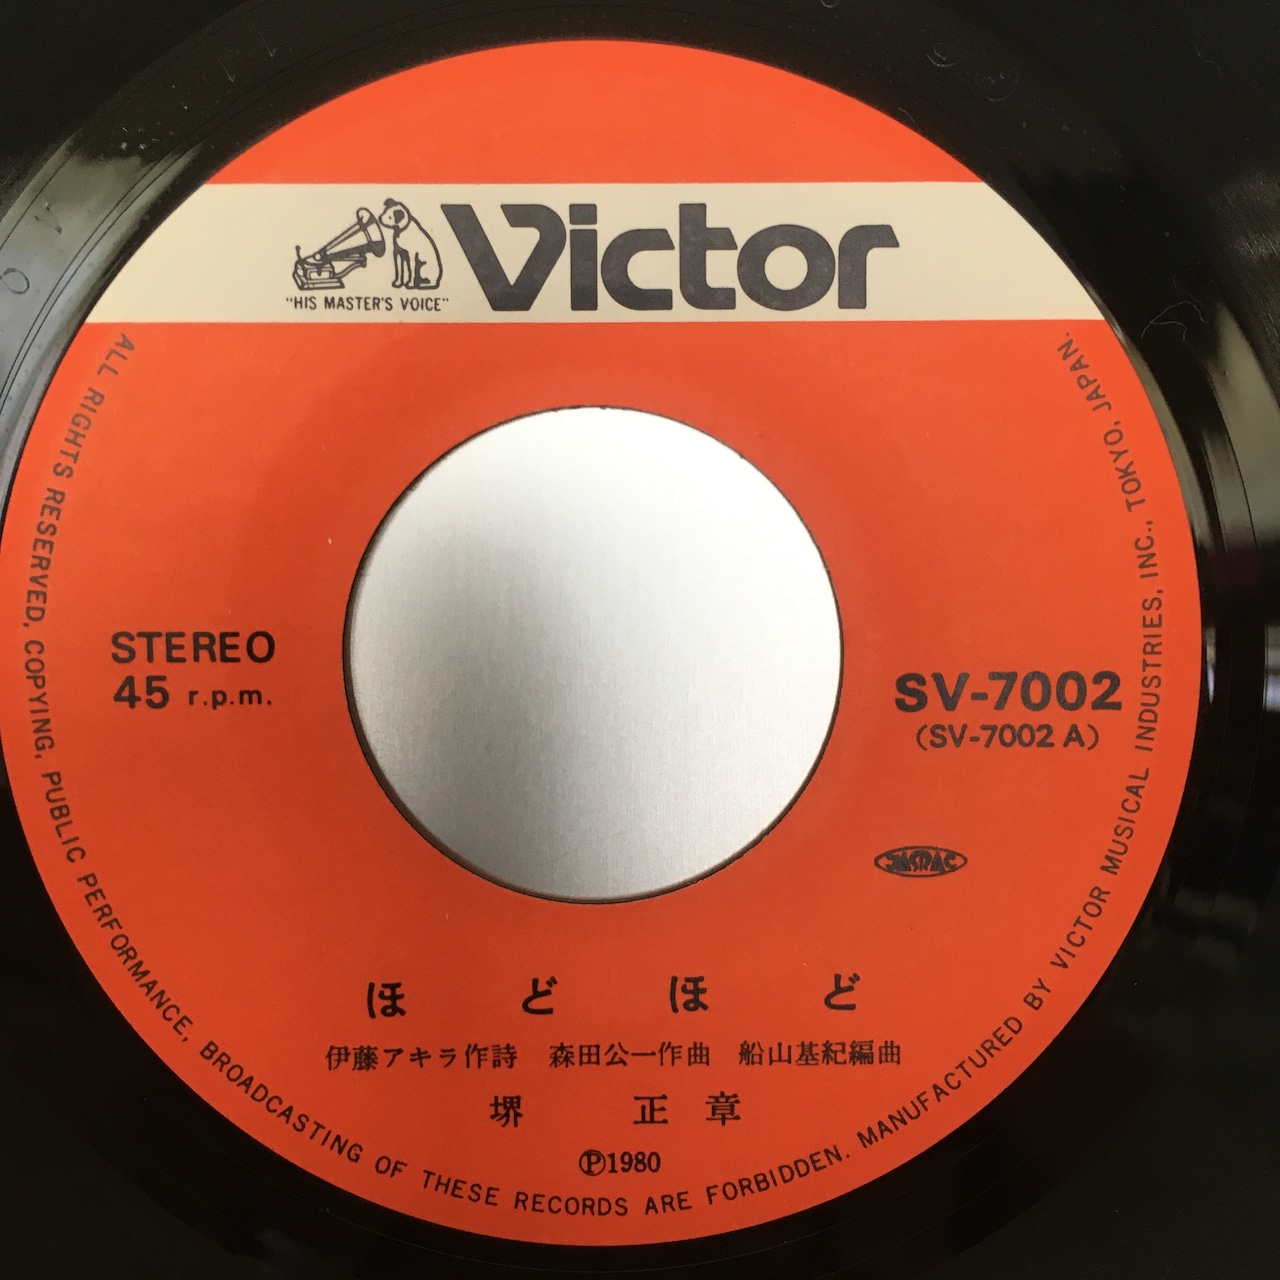 Victor
"HIS MASTER'S VOICE"
STEREO
45 r.p.m.
SV-7002
(SV-7002 A)
JASRAC
ほどほど
伊藤アキラ作詩 森田公一作曲 船山基紀編曲
堺 正章
Ⓟ1980
ALL RIGHTS RESERVED, COPYING, PUBLIC PERFORMANCE, BROADCASTING OF THESE RECORDS ARE FORBIDDEN. MANUFACTURED BY VICTOR MUSICAL INDUSTRIES, INC., TOKYO, JAPAN.